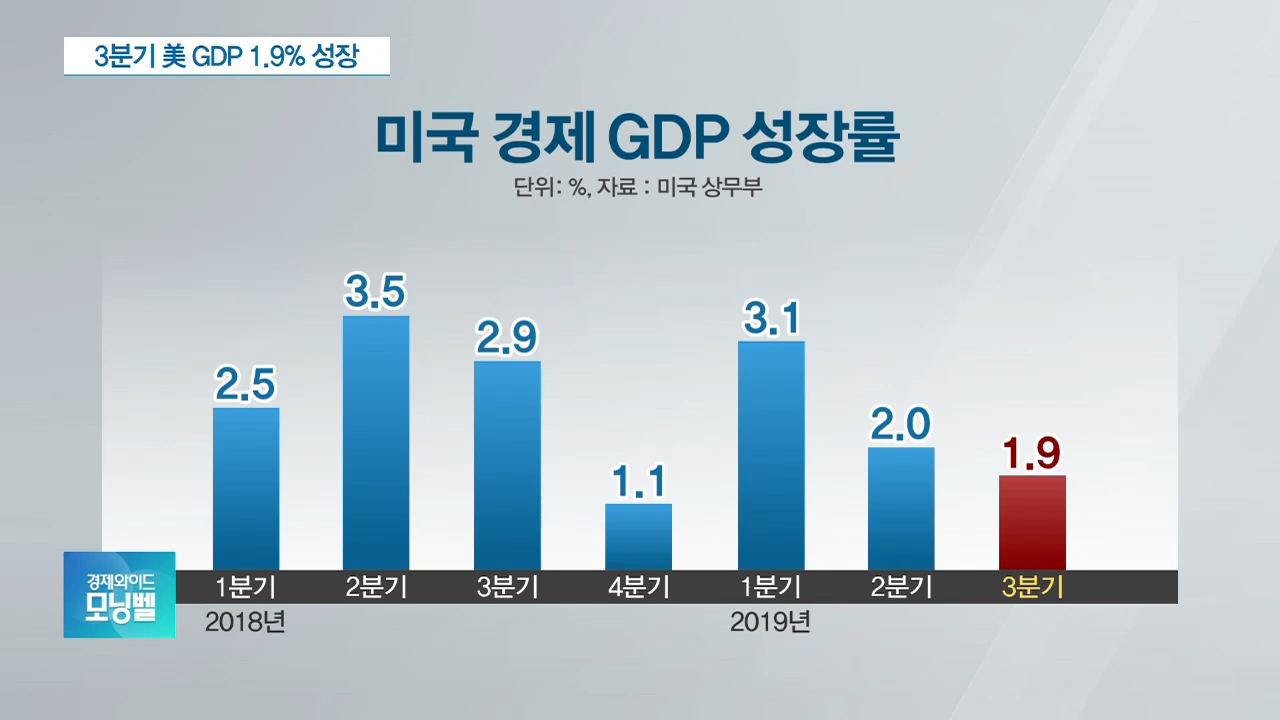 3분기 美 GDP 1.9% 성장
미국 경제 GDP 성장률
단위: %, 자료 : 미국 상무부
2.5
3.5
2.9
1.1
3.1
2.0
1.9
1분기
2분기
3분기
4분기
1분기
2분기
3분기
2018년
2019년
경제와이드
모닝벨